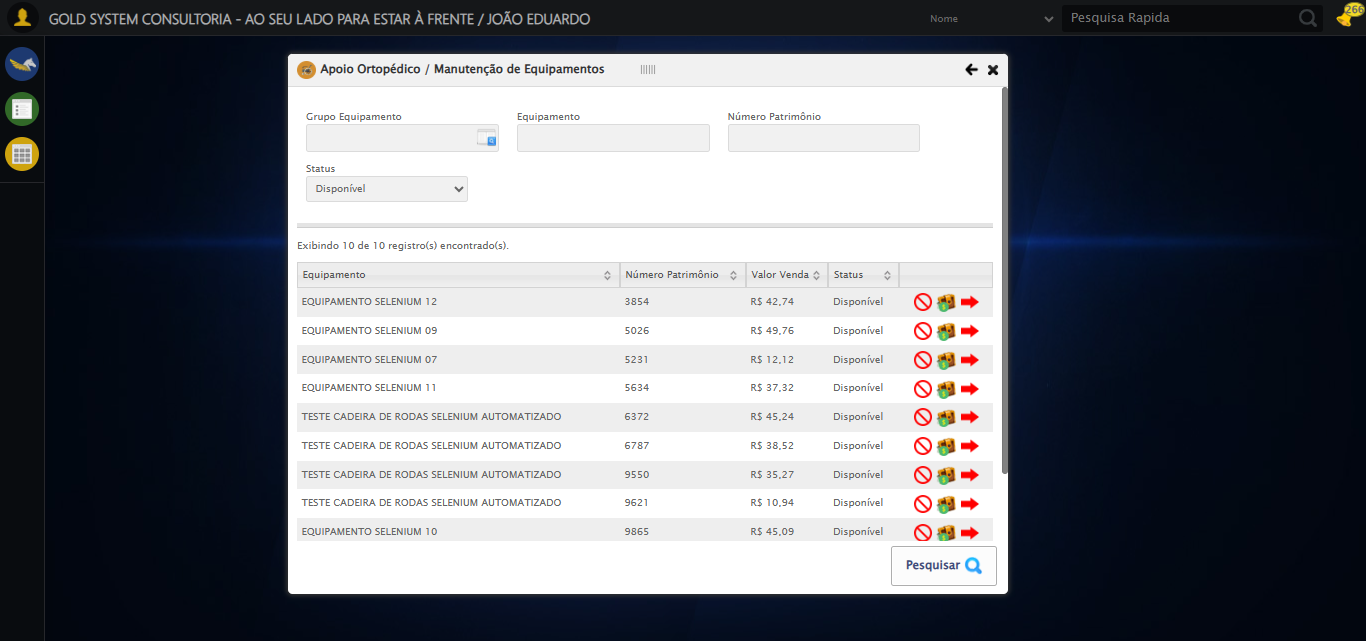 GOLD SYSTEM CONSULTORIA - AO SEU LADO PARA ESTAR À FRENTE / JOÃO EDUARDO
Nome
Pesquisa Rapida
266
Apoio Ortopédico / Manutenção de Equipamentos
Grupo Equipamento Equipamento Número Patrimônio
Status
Disponível
Exibindo 10 de 10 registro(s) encontrado(s).
Equipamento Número Patrimônio Valor Venda Status
EQUIPAMENTO SELENIUM 12 3854 R$ 42,74 Disponível
EQUIPAMENTO SELENIUM 09 5026 R$ 49,76 Disponível
EQUIPAMENTO SELENIUM 07 5231 R$ 12,12 Disponível
EQUIPAMENTO SELENIUM 11 5634 R$ 37,32 Disponível
TESTE CADEIRA DE RODAS SELENIUM AUTOMATIZADO 6372 R$ 45,24 Disponível
TESTE CADEIRA DE RODAS SELENIUM AUTOMATIZADO 6787 R$ 38,52 Disponível
TESTE CADEIRA DE RODAS SELENIUM AUTOMATIZADO 9550 R$ 35,27 Disponível
TESTE CADEIRA DE RODAS SELENIUM AUTOMATIZADO 9621 R$ 10,94 Disponível
EQUIPAMENTO SELENIUM 10 9865 R$ 45,09 Disponível
Pesquisar